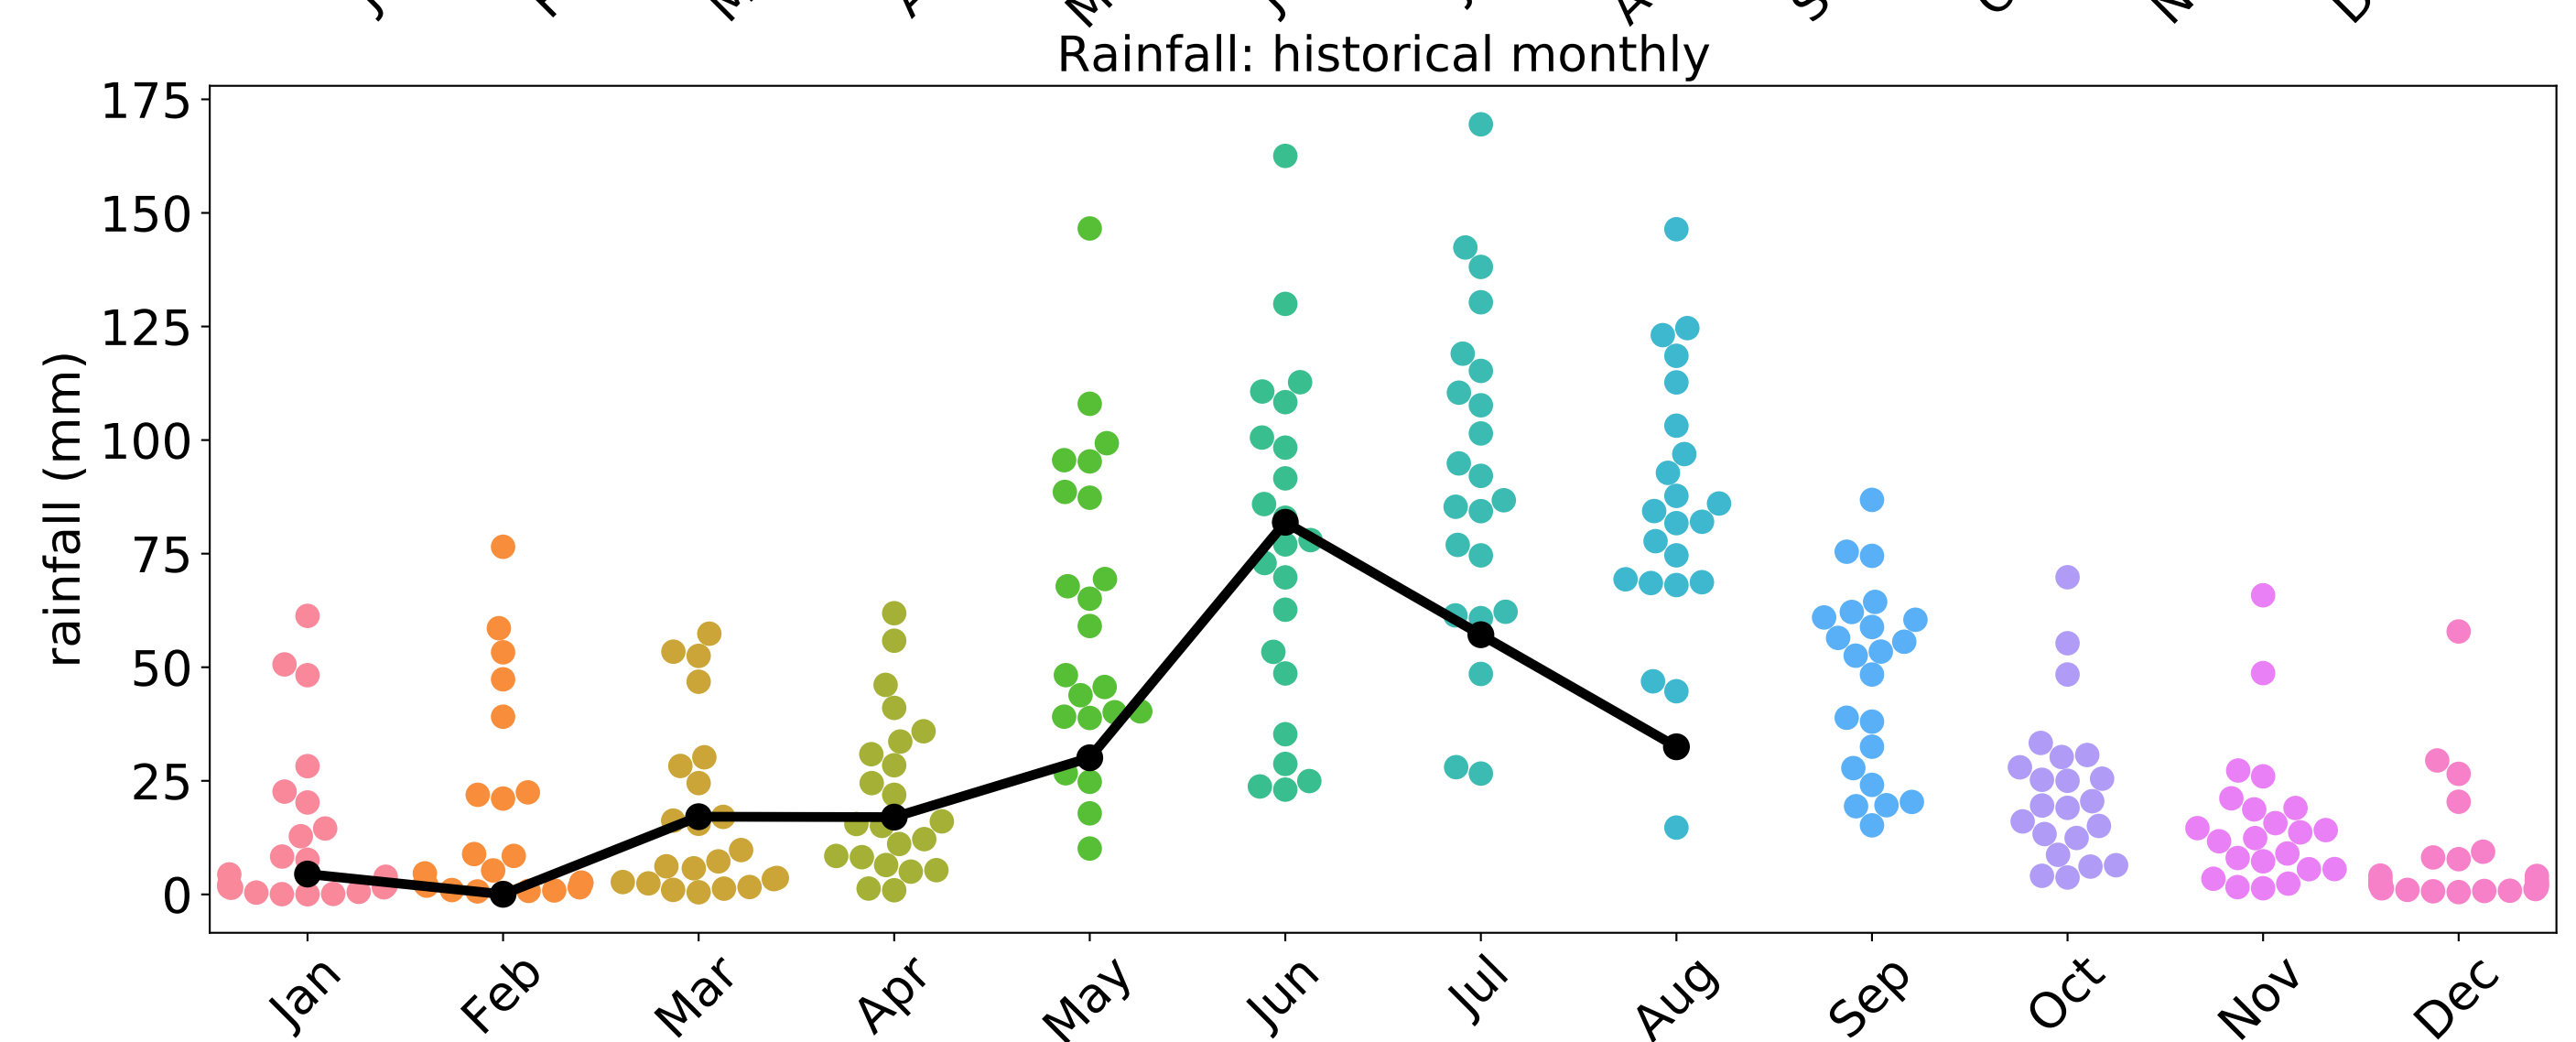 Rainfall: historical monthly
rainfall (mm)
175
150
125
100
75
50
25
0
Jan
Feb
Mar
Apr
May
Jun
Jul
Aug
Sep
Oct
Nov
Dec